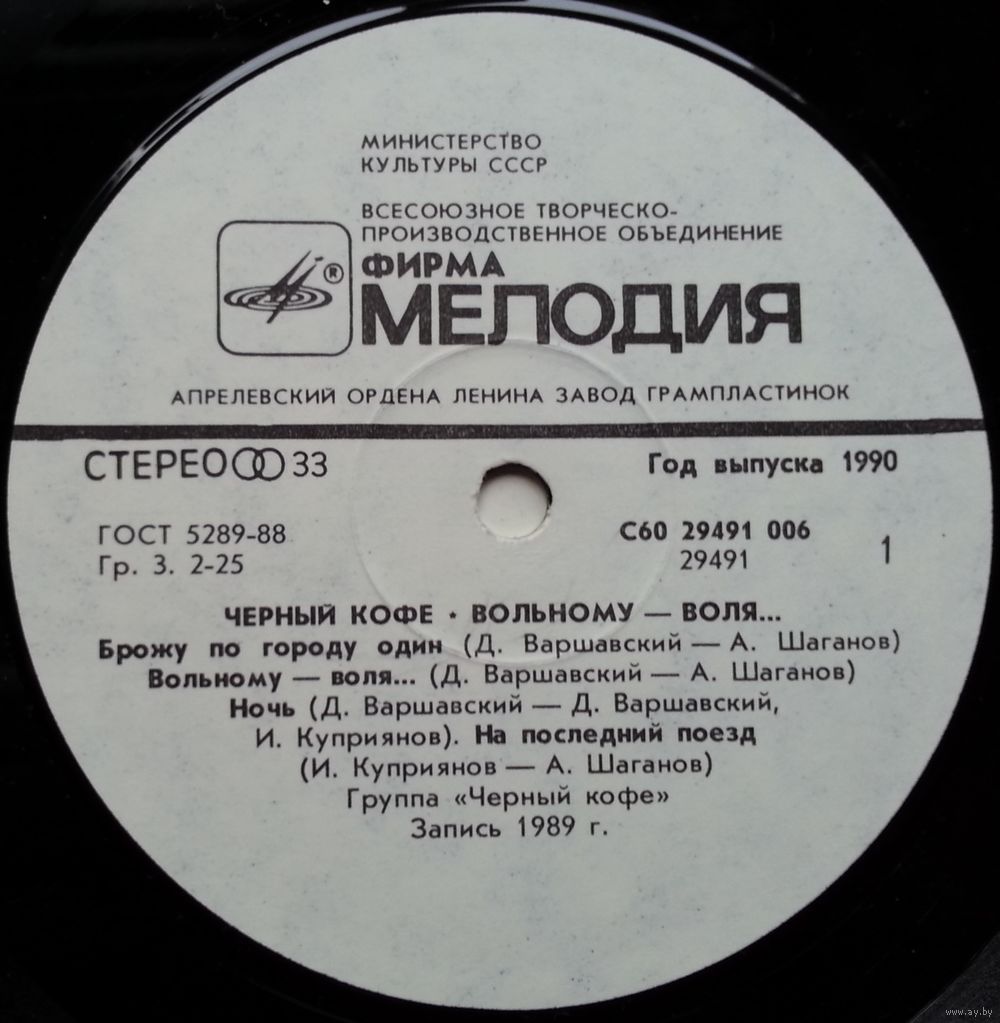 МИНИСТЕРСТВО
КУЛЬТУРЫ СССР
ВСЕСОЮЗНОЕ ТВОРЧЕСКО-
ПРОИЗВОДСТВЕННОЕ ОБЪЕДИНЕНИЕ
ФИРМА
®
МЕЛОДИЯ
АПРЕЛЕВСКИЙ ОРДЕНА ЛЕНИНА ЗАВОД ГРАМПЛАСТИНОК
СТЕРЕО 33
Год выпуска 1990
ГОСТ 5289-88
Гр. 3. 2-25
С60 29491 006
29491
1
ЧЕРНЫЙ КОФЕ • ВОЛЬНОМУ — ВОЛЯ...
Брожу по городу один (Д. Варшавский — А. Шаганов)
Вольному — воля... (Д. Варшавский — А. Шаганов)
Ночь (Д. Варшавский — Д. Варшавский,
И. Куприянов). На последний поезд
(И. Куприянов — А. Шаганов)
Группа «Черный кофе»
Запись 1989 г.
www.ay.by